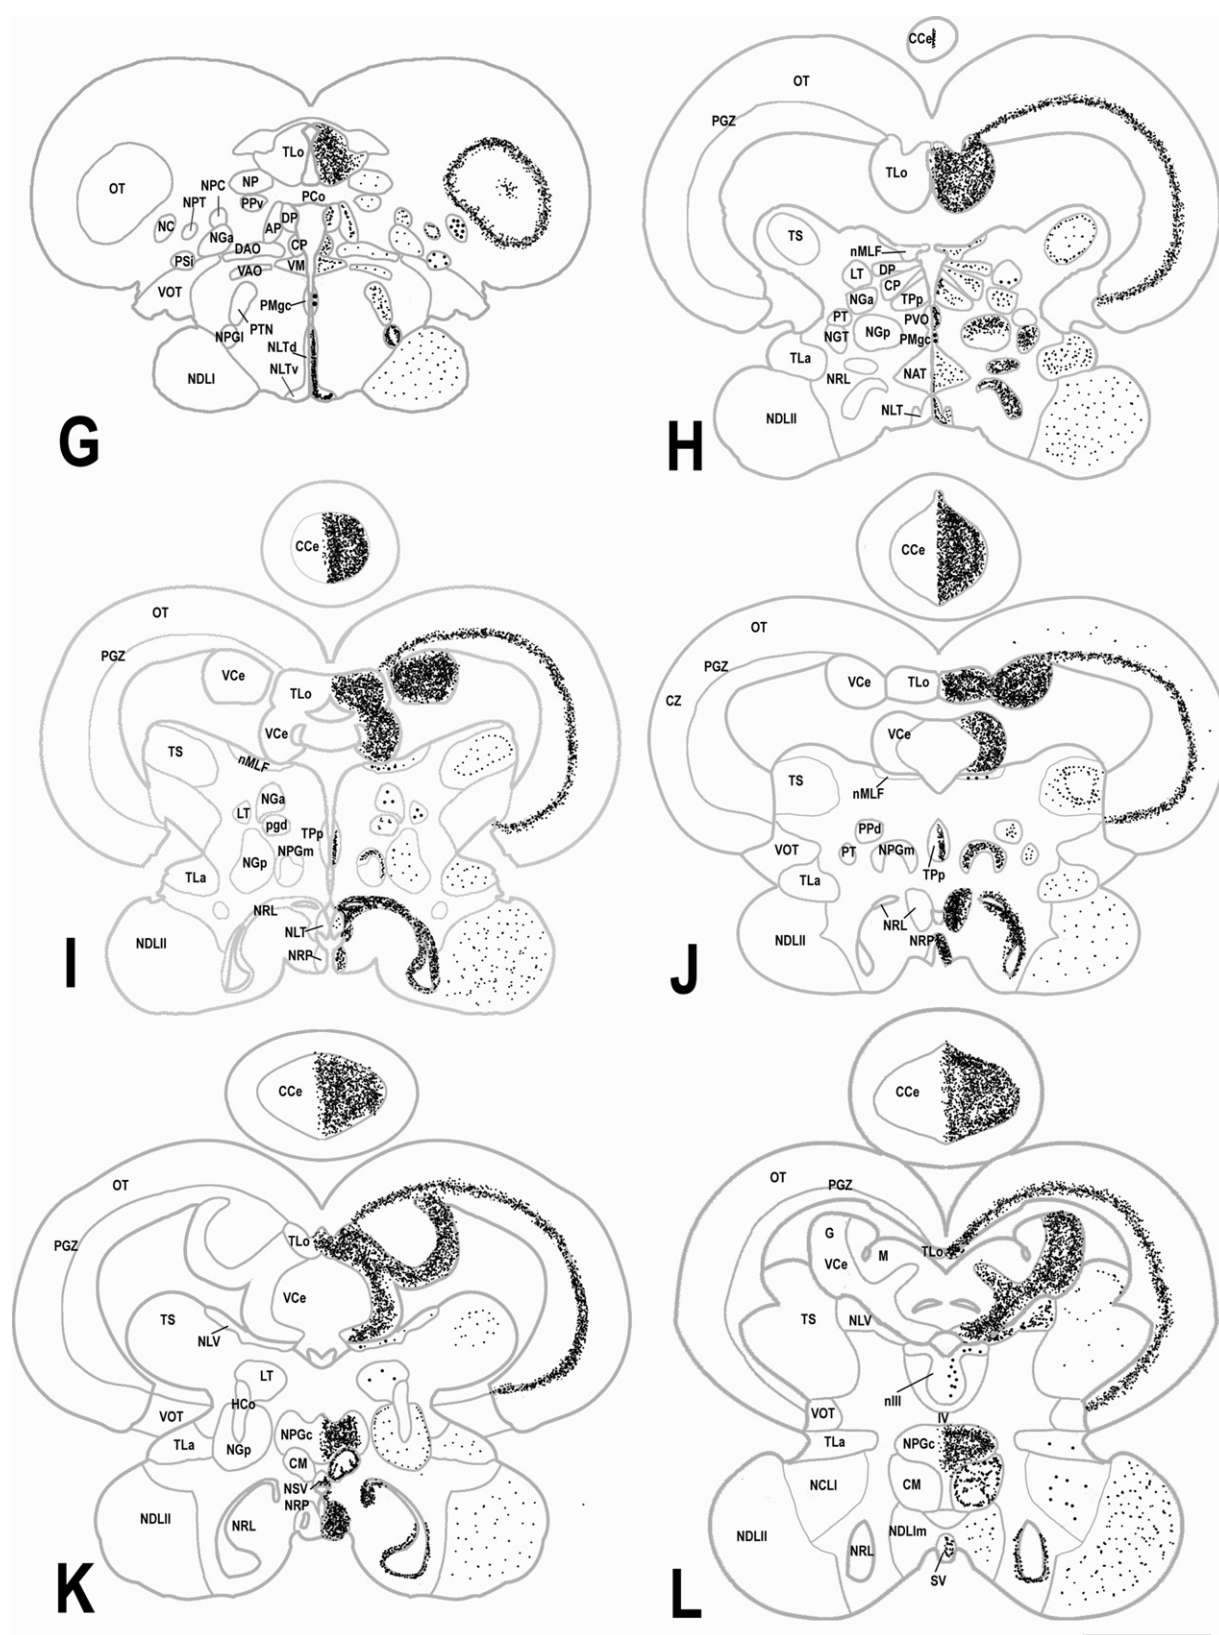 TLo
NP
NPC
NPT
PPv
PCo
OT
NC
NGa
AP
DP
DAO
CP
PSi
VAO
VM
VOT
PMgc
PTN
NPGl
NLTd
NLTv
NDLI
G
CCe
OT
PGZ
TLo
TS
nMLF
LT
DP
CP
NGa
TPp
PT
PVO
NGT
NGp
PMgc
TLa
NAT
NRL
NLT
NDLII
H
CCe
OT
PGZ
VCe
TLo
VCe
TS
nMLF
NGa
LT
pgd
TPp
NPGm
NGp
TLa
NRL
NLT
NDLII
NRP
I
CCe
OT
PGZ
VCe
TLo
CZ
VCe
TS
nMLF
PPd
VOT
PT
NPGm
TPp
TLa
NRL
NRP
NDLII
J
CCe
OT
TLo
PGZ
VCe
TS
NLV
LT
HCo
VOT
NPGc
TLa
NGp
CM
NSV
NRP
NDLII
NRL
K
CCe
OT
PGZ
G
M
TLo
VCe
TS
NLV
nIII
VOT
IV
TLa
NPGc
NCLI
CM
NDLII
NDLIm
NRL
SV
L